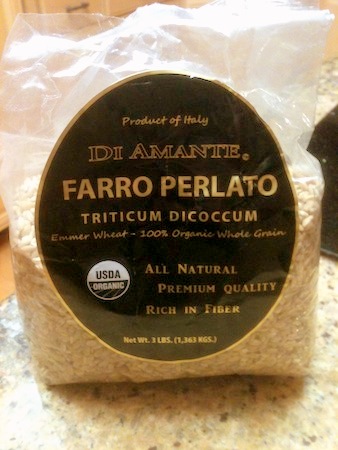 Product of Italy
DI AMANTE©
FARRO PERLATO
TRITICUM DICOCCUM
Emmer Wheat - 100% Organic Whole Grain
USDA
ORGANIC
ALL NATURAL
PREMIUM QUALITY
RICH IN FIBER
Net Wt. 3 LBS. (1,363 KGS.)